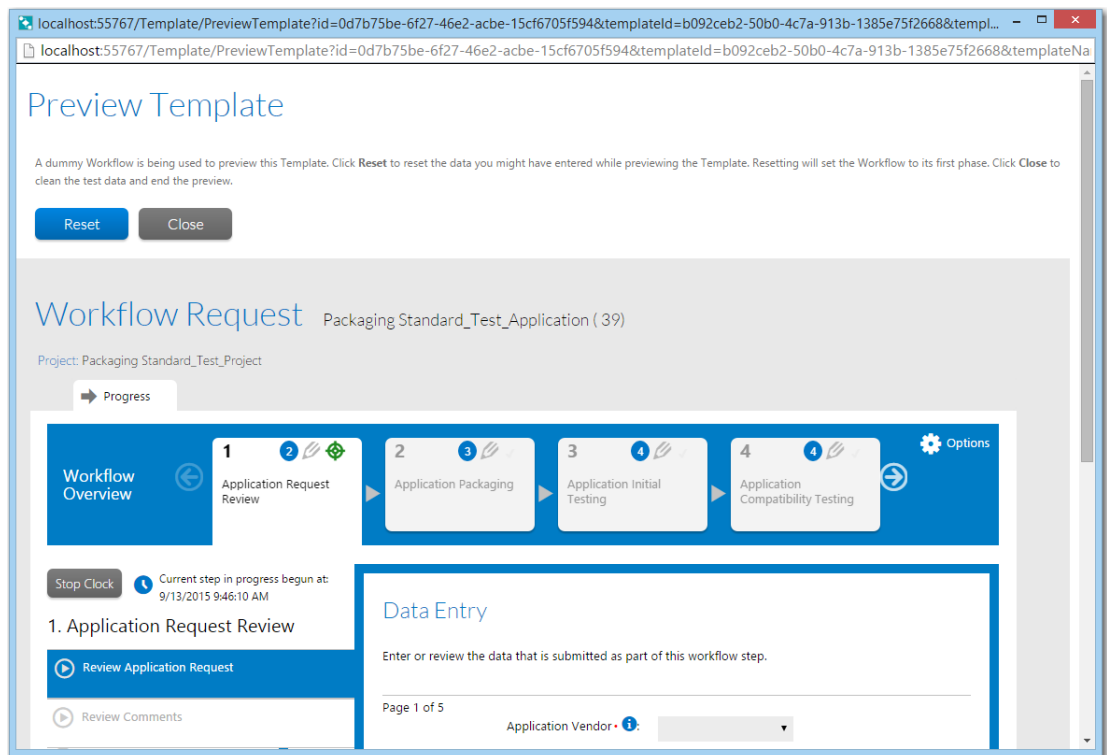 localhost:55767/Template/PreviewTemplate?id=0d7b75be-6f27-46e2-acbe-15cf6705f594&templateId=b092ceb2-50b0-4c7a-913b-1385e75f2668&templ...
localhost:55767/Template/PreviewTemplate?id=0d7b75be-6f27-46e2-acbe-15cf6705f594&templateId=b092ceb2-50b0-4c7a-913b-1385e75f2668&templateNa
Preview Template
A dummy Workflow is being used to preview this Template. Click Reset to reset the data you might have entered while previewing the Template. Resetting will set the Workflow to its first phase. Click Close to
clean the test data and end the preview.
Reset Close
Workflow Request Packaging Standard_Test_Application ( 39)
Project: Packaging Standard_Test_Project
Progress
Workflow
Overview
1 2
Application Request
Review
2 3
Application Packaging
3 4
Application Initial
Testing
4 4
Application
Compatibility Testing
Options
Stop Clock
Current step in progress begun at:
9/13/2015 9:46:10 AM
1. Application Request Review
Review Application Request
Review Comments
Data Entry
Enter or review the data that is submitted as part of this workflow step.
Page 1 of 5
Application Vendor • i: